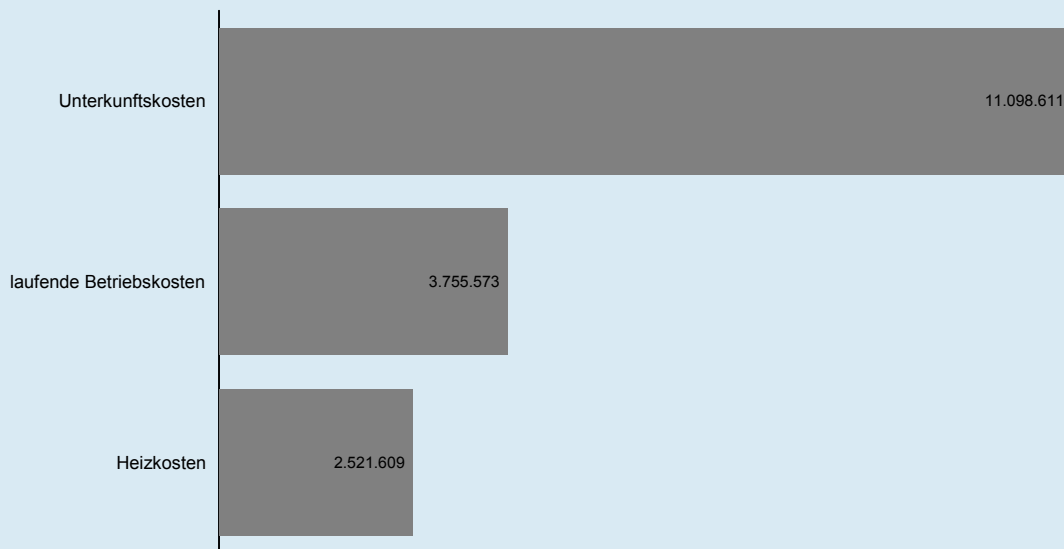 Unterkunftskosten
11.098.611
laufende Betriebskosten
3.755.573
Heizkosten
2.521.609